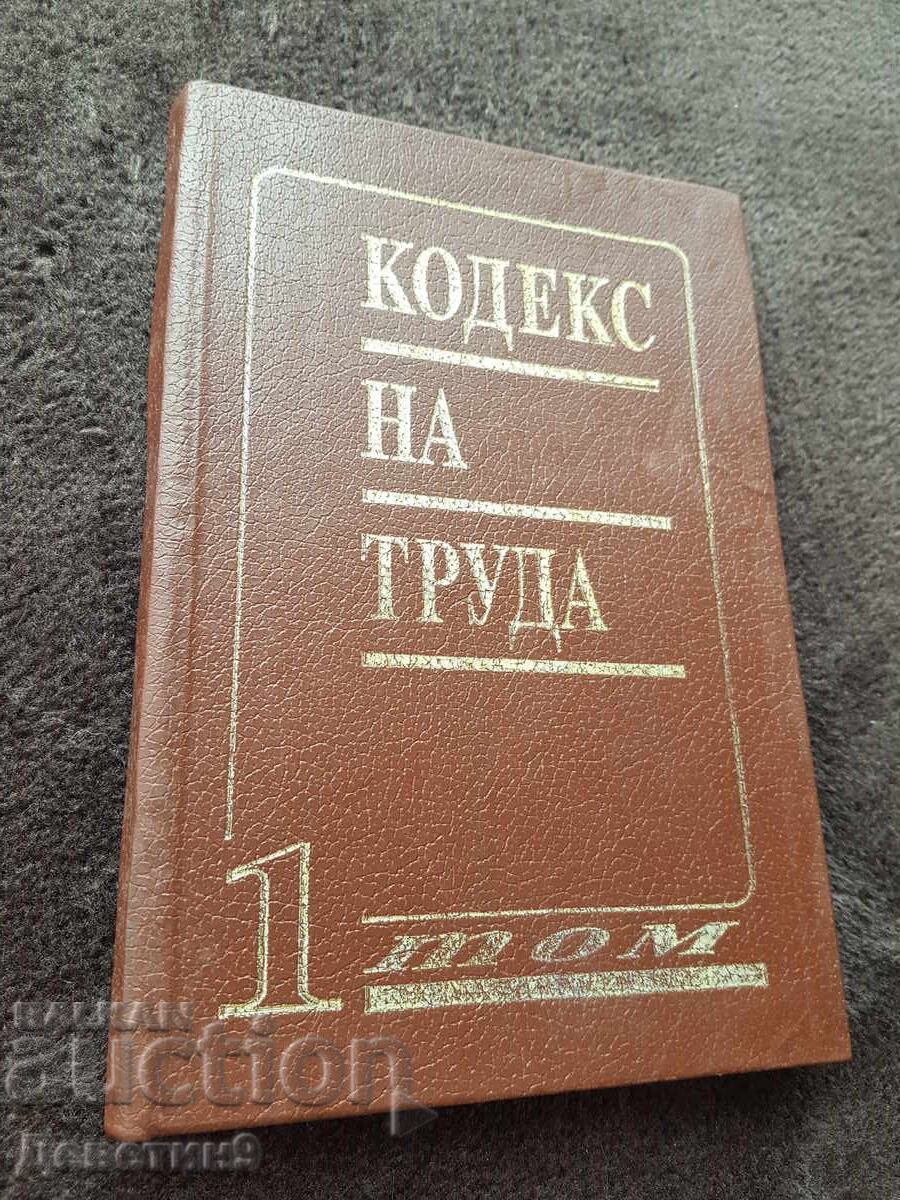 КОДЕКС
НА
ТРУДА
1 том
BALKAN
auction
Деветин9